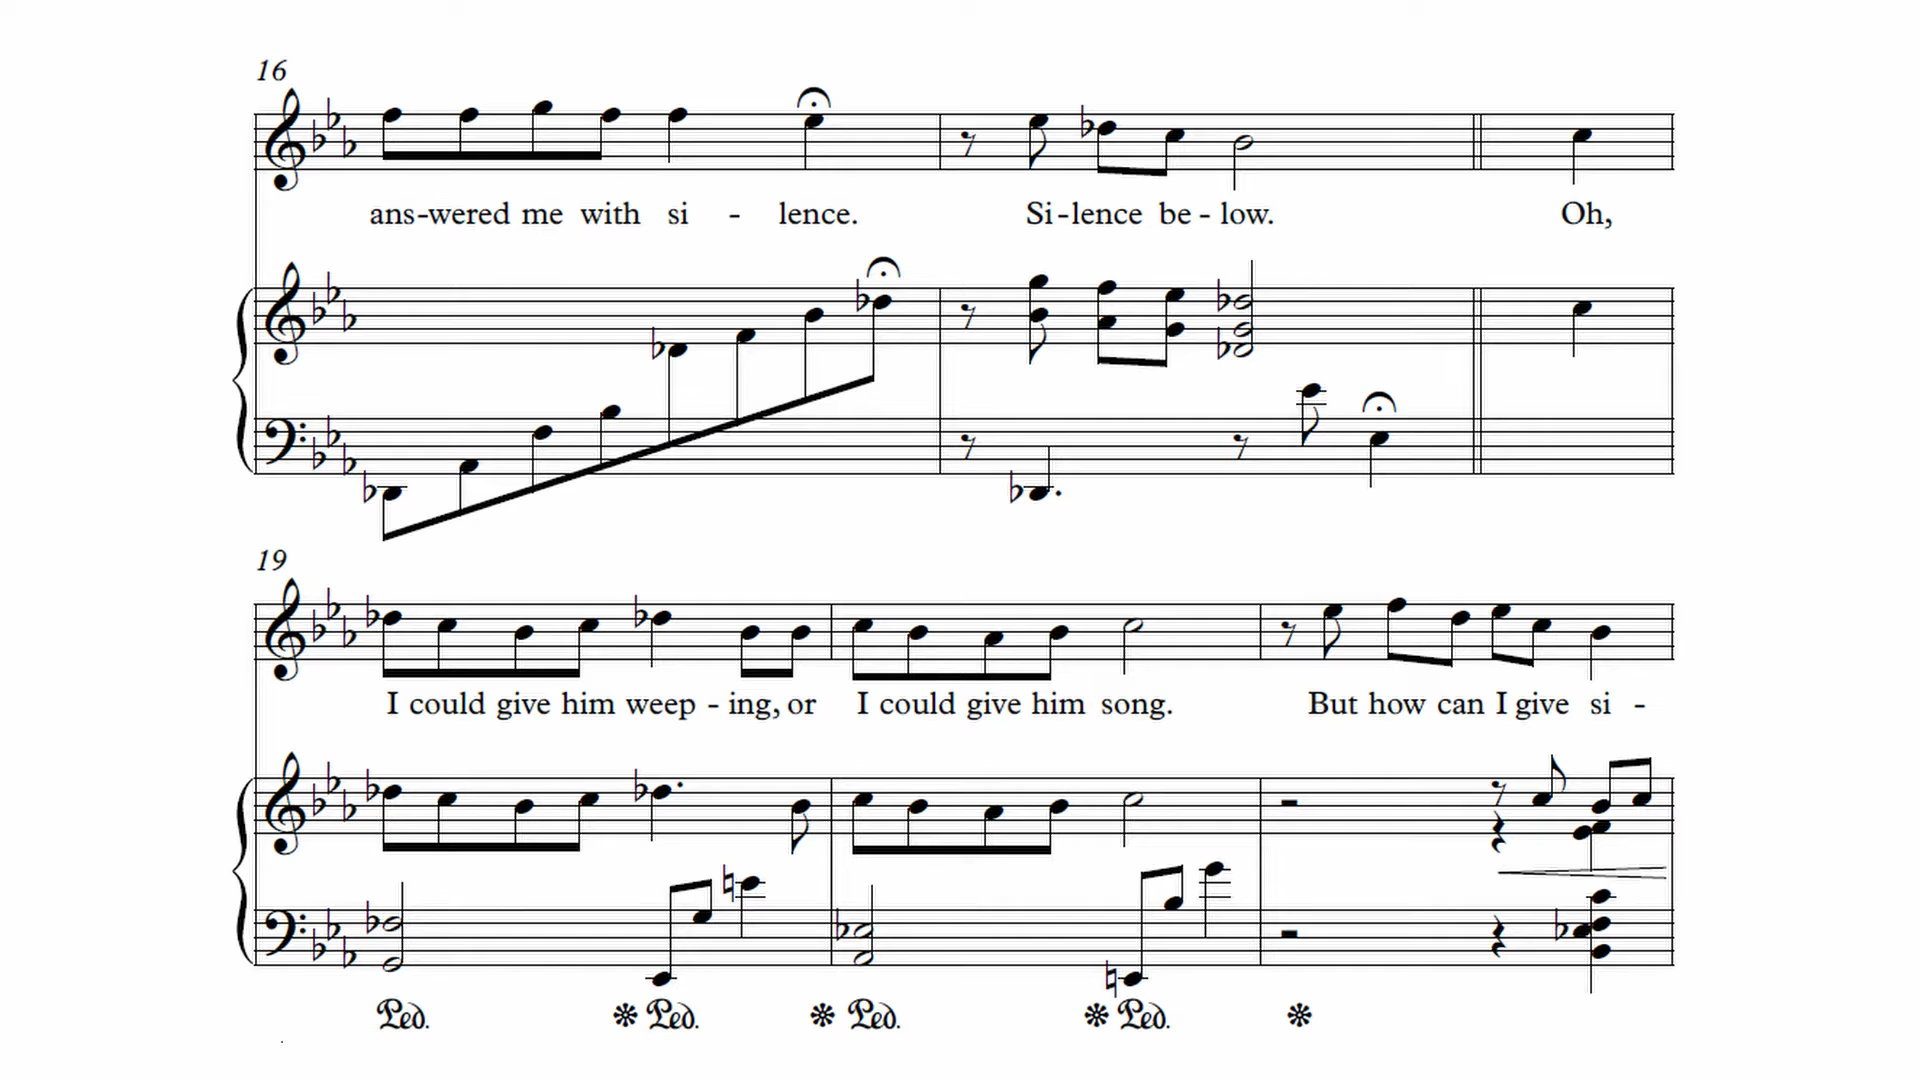 16
ans-wered me with si - lence. Si-lence be - low. Oh,
19
I could give him weep - ing, or I could give him song. But how can I give si -
Ped. Ped. Ped. Ped.